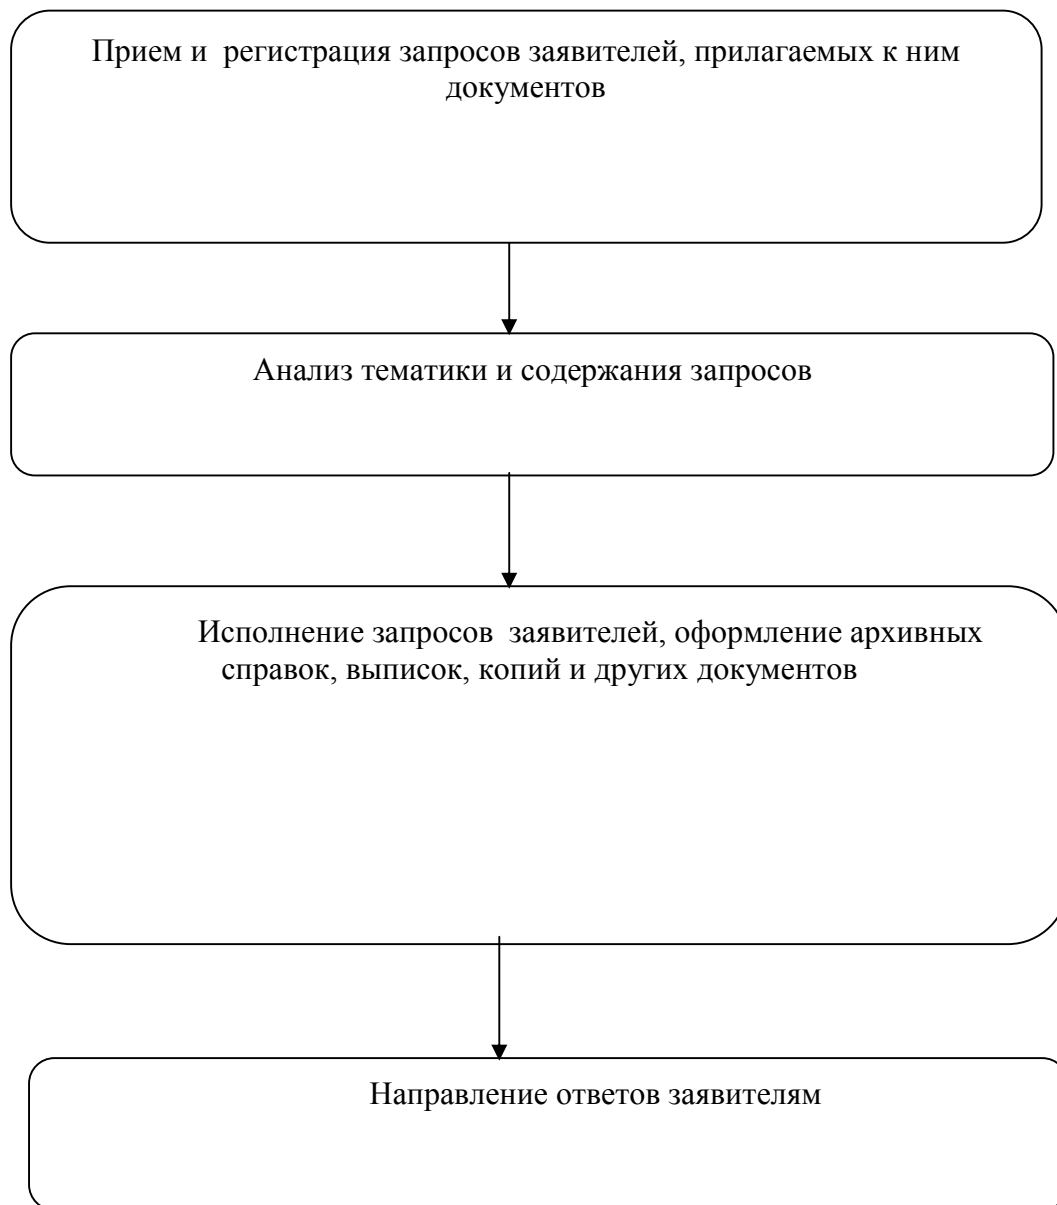 Прием и  регистрация запросов заявителей, прилагаемых к ним
документов
Анализ тематики и содержания запросов
Исполнение запросов  заявителей, оформление архивных
справок, выписок, копий и других документов
Направление ответов заявителям